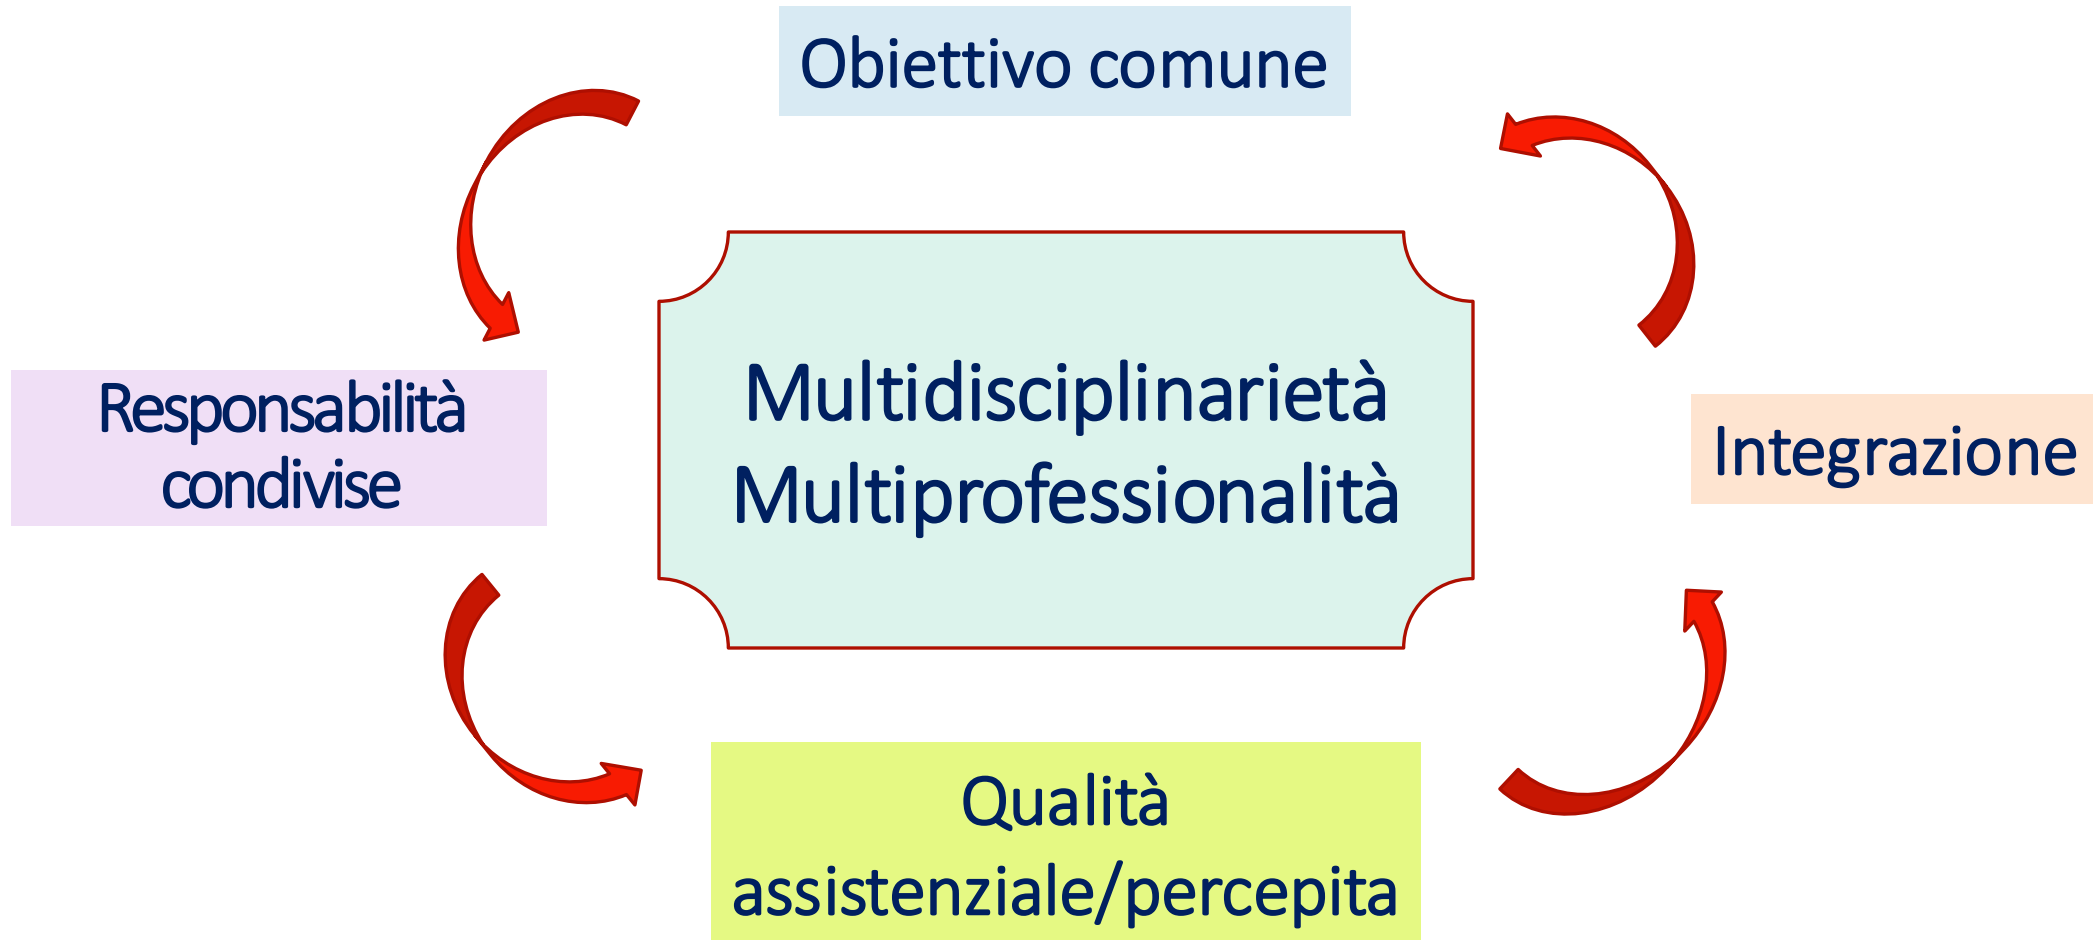 Obiettivo comune
Multidisciplinarietà
Multiprofessionalità
Responsabilità
condivise
Integrazione
Qualità
assistenziale/percepita